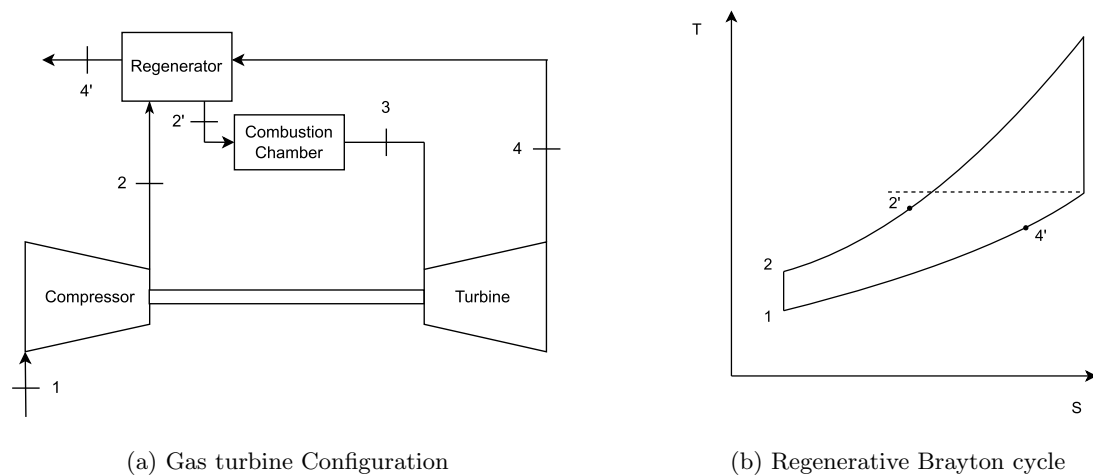 Regenerator
4'
2'
3
Combustion
Chamber
4
2
Compressor
Turbine
1
(a) Gas turbine Configuration
T
2'
4'
2
1
S
(b) Regenerative Brayton cycle